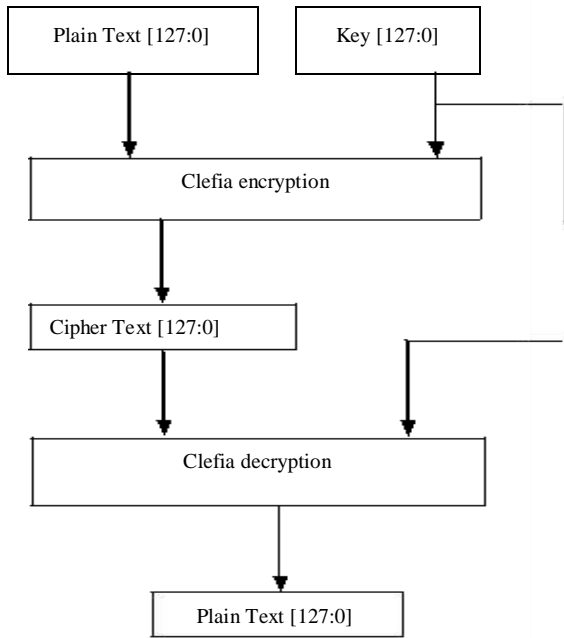 Plain Text [127:0]
Key [127:0]
Clefia encryption
Cipher Text [127:0]
Clefia decryption
Plain Text [127:0]